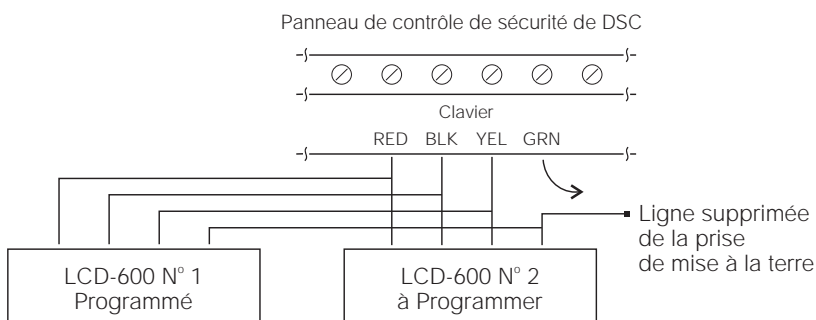 Panneau de contrôle de sécurité de DSC
Clavier
RED BLK YEL GRN
Ligne supprimée
de la prise
de mise à la terre
LCD-600 N° 1
Programmé
LCD-600 N° 2
à Programmer